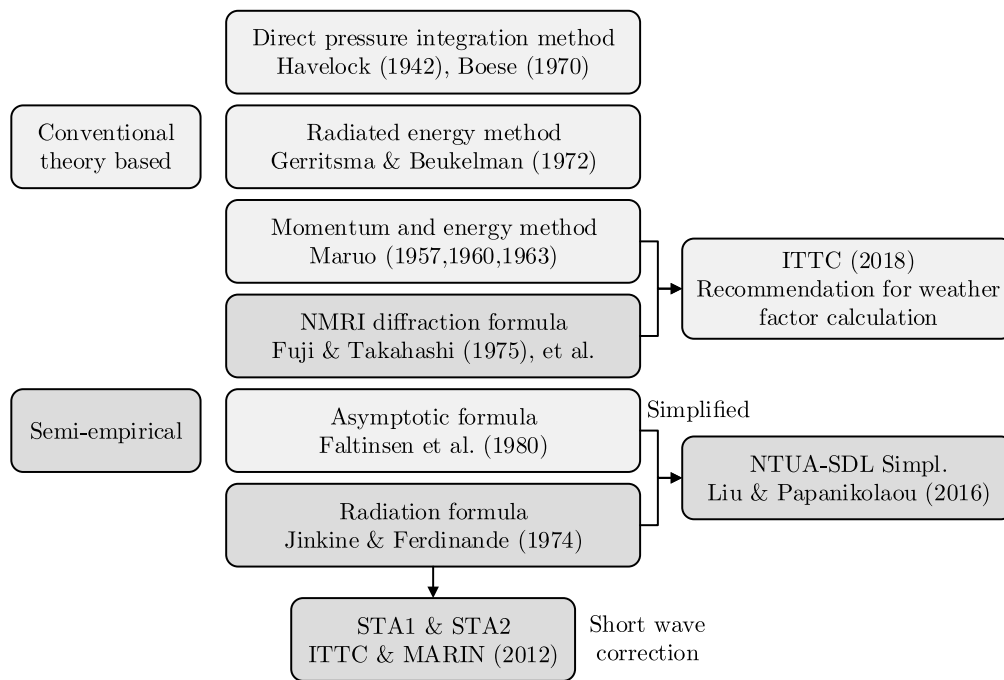 Direct pressure integration method
Havelock (1942), Boese (1970)
Conventional
theory based
Radiated energy method
Gerritsma & Beukelman (1972)
Momentum and energy method
Maruo (1957,1960,1963)
ITTC (2018)
Recommendation for weather
factor calculation
NMRI diffraction formula
Fuji & Takahashi (1975), et al.
Semi-empirical
Asymptotic formula
Faltinsen et al. (1980)
Simplified
NTUA-SDL Simpl.
Liu & Papanikolaou (2016)
Radiation formula
Jinkine & Ferdinande (1974)
STA1 & STA2
ITTC & MARIN (2012)
Short wave
correction